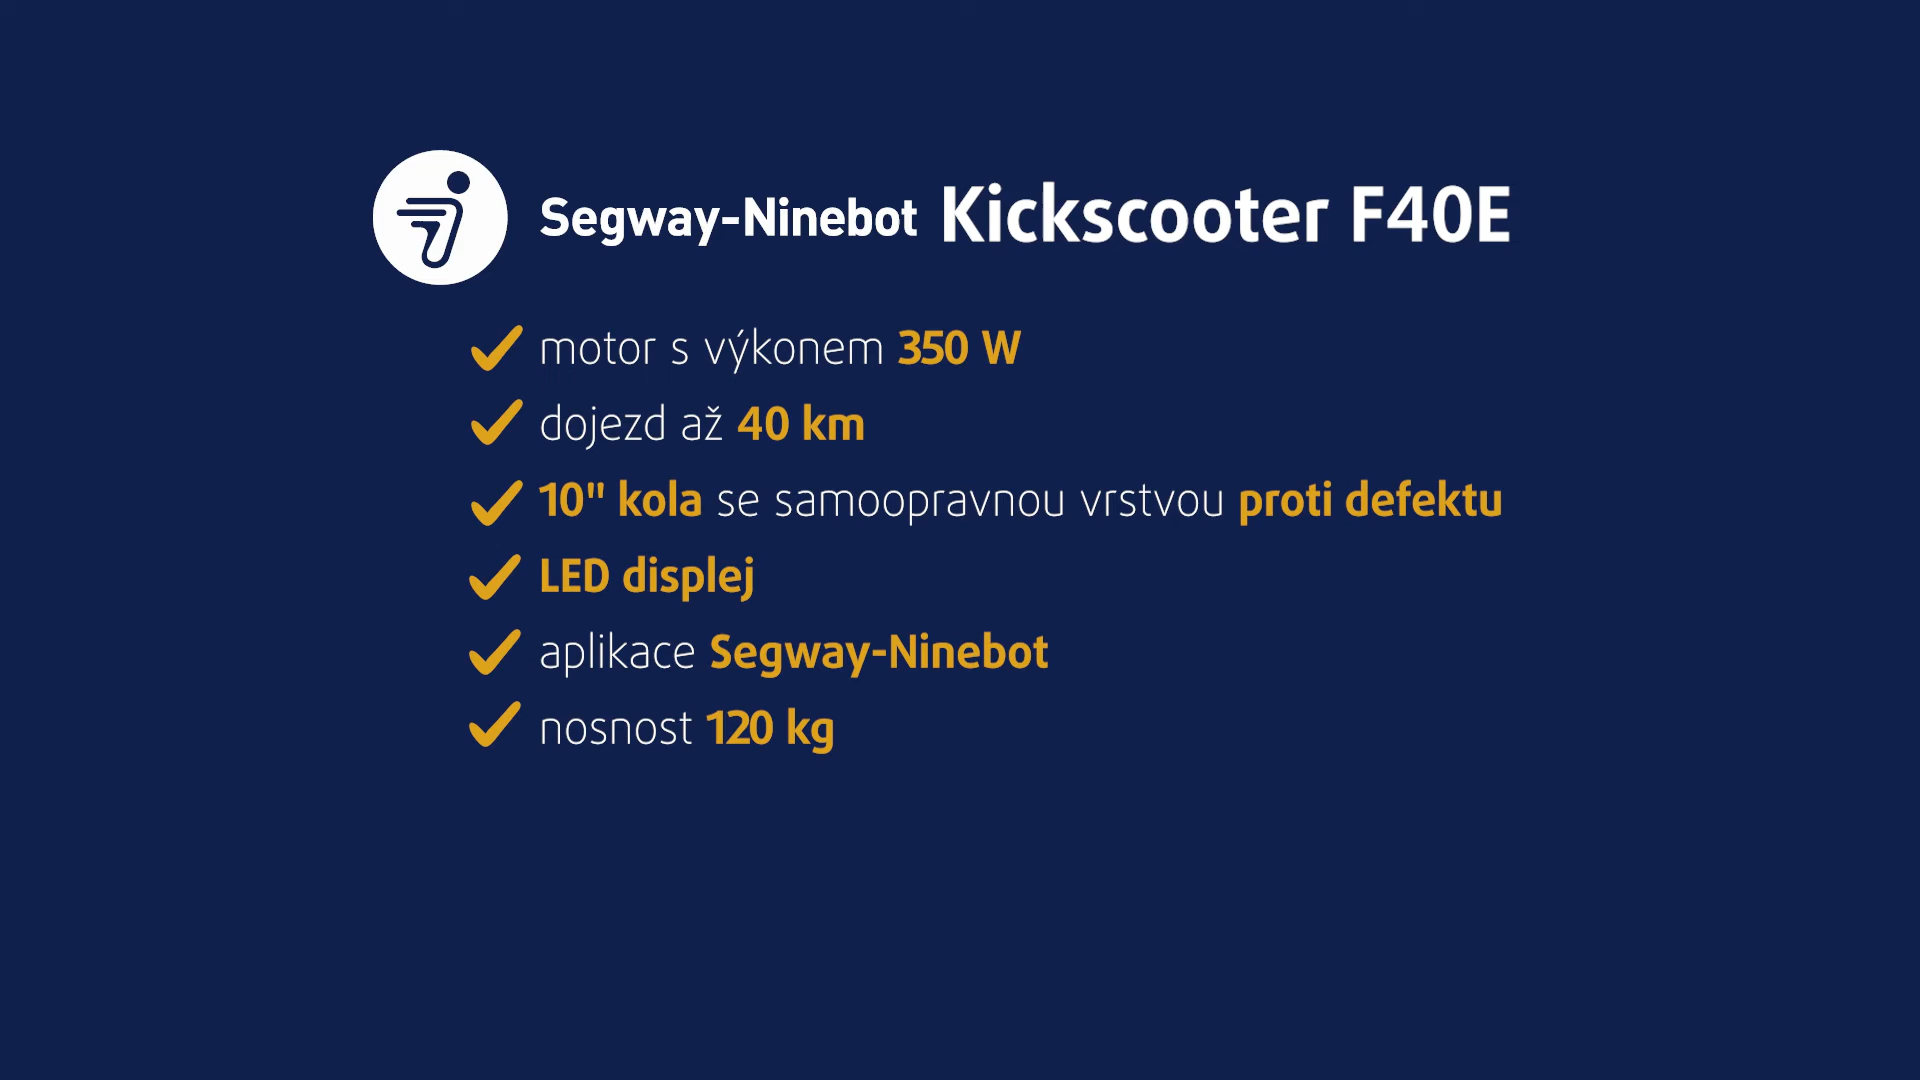 Segway-Ninebot Kickscooter F40E
motor s výkonem 350 W
dojezd až 40 km
10" kola se samoopravnou vrstvou proti defektu
LED displej
aplikace Segway-Ninebot
nosnost 120 kg